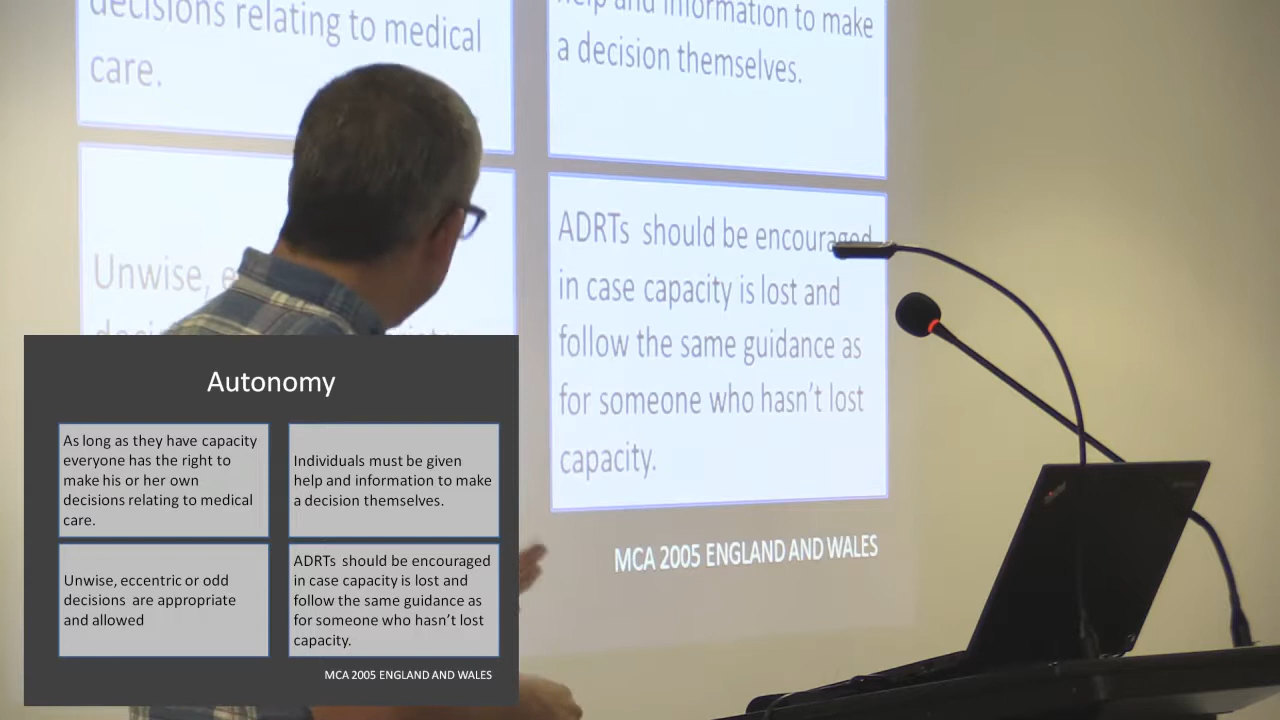 decisions relating to medical
care.
help and information to make
a decision themselves.
Unwise,
ADRTs should be encouraged
in case capacity is lost and
follow the same guidance as
for someone who hasn't lost
capacity.
MCA 2005 ENGLAND AND WALES
Autonomy
As long as they have capacity
everyone has the right to
make his or her own
decisions relating to medical
care.
Individuals must be given
help and information to make
a decision themselves.
Unwise, eccentric or odd
decisions are appropriate
and allowed
ADRTs should be encouraged
in case capacity is lost and
follow the same guidance as
for someone who hasn't lost
capacity.
MCA 2005 ENGLAND AND WALES